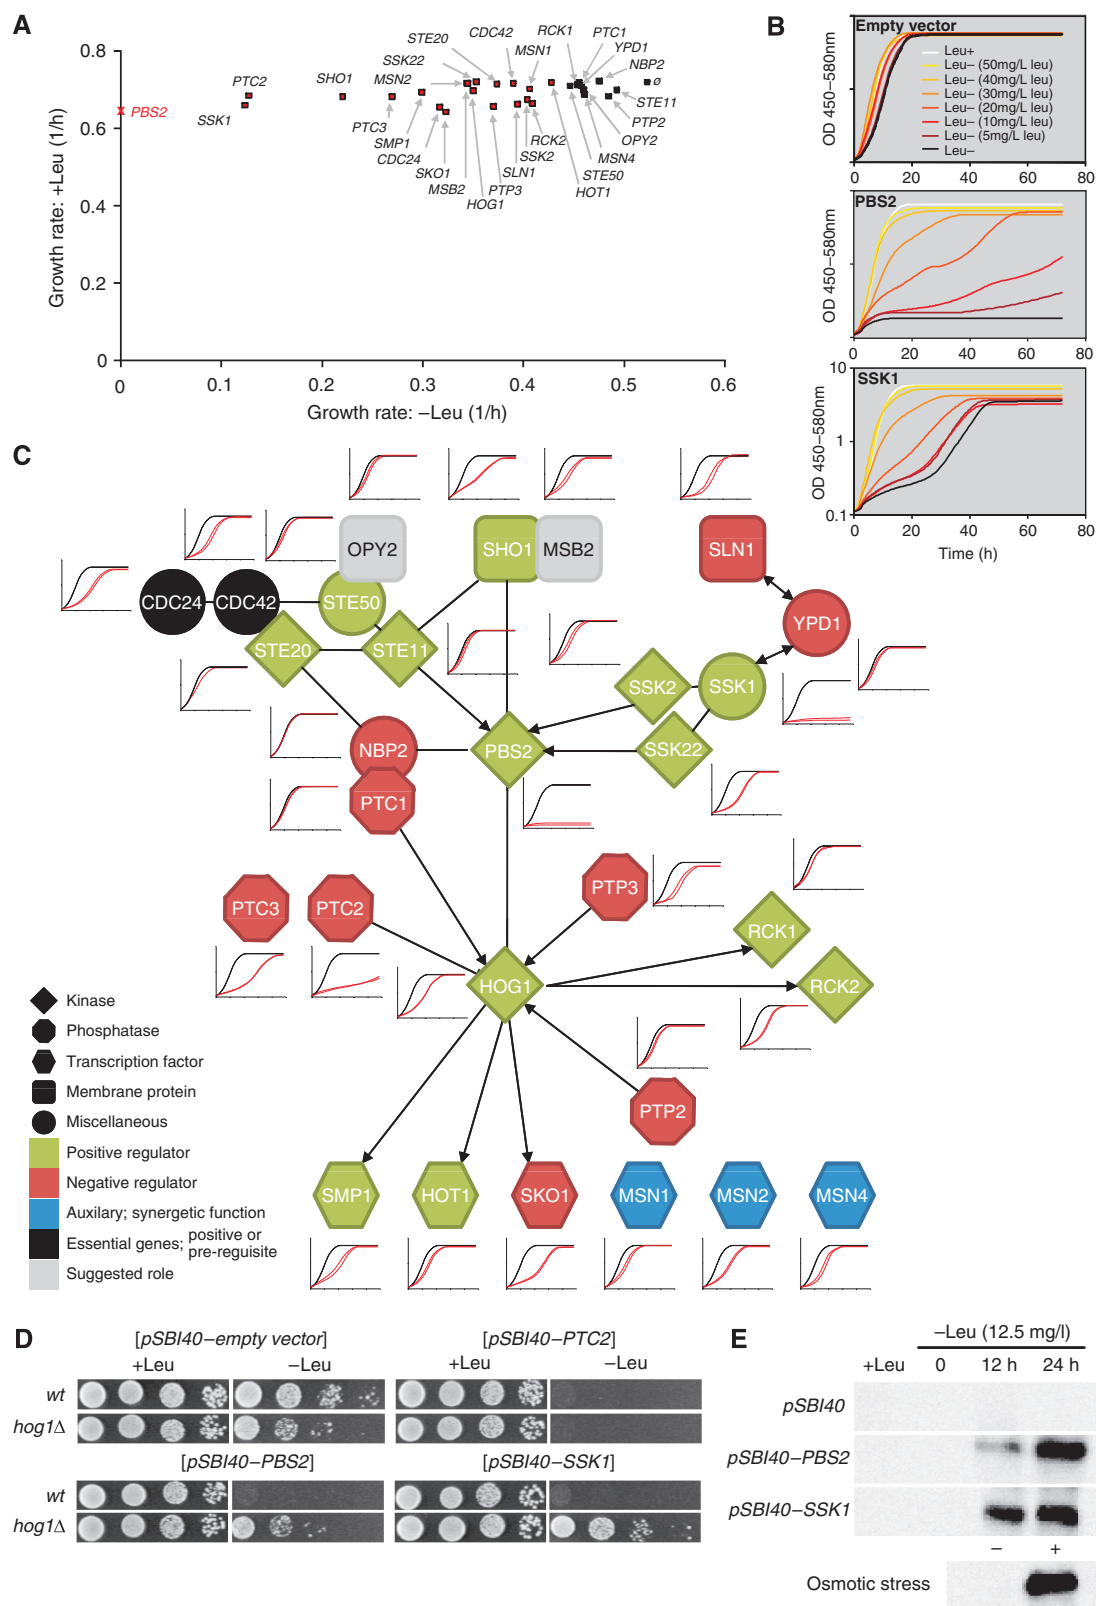 A
0.8
0.6
0.4
0.2
0
0
0.2
0.3
0.4
0.5
0.6
Growth rate: +Leu (1/h)
Growth rate: –Leu (1/h)
PBS2
PTC2
SSK1
SHO1
STE20
SSK22
MSN2
CDC42
MSN1
RCK1
PTC1
YPD1
NBP2
ø
STE11
PTP2
OPY2
PTC3
SMP1
CDC24
SKO1
MSB2
HOG1
PTP3
SLN1
SSK2
RCK2
MSN4
STE50
HOT1
B
Empty vector
Leu+
Leu– (50mg/L leu)
Leu– (40mg/L leu)
Leu– (30mg/L leu)
Leu– (20mg/L leu)
Leu– (10mg/L leu)
Leu– (5mg/L leu)
Leu–
OD 450–580nm
0 20 40 60 80
PBS2
OD 450–580nm
0 20 40 60 80
SSK1
10
1
0.1
OD 450–580nm
0 20 40 60 80
Time (h)
C
OPY2
SHO1
MSB2
SLN1
CDC24
CDC42
STE50
YPD1
STE20
STE11
SSK2
SSK1
NBP2
PBS2
SSK22
PTC1
PTC3
PTC2
PTP3
RCK1
HOG1
RCK2
PTP2
SMP1
HOT1
SKO1
MSN1
MSN2
MSN4
Kinase
Phosphatase
Transcription factor
Membrane protein
Miscellaneous
Positive regulator
Negative regulator
Auxilary; synergetic function
Essential genes; positive or
pre-reguisite
Suggested role
D
[pSBI40–empty vector]
[pSBI40–PTC2]
+Leu
–Leu
+Leu
–Leu
wt
hog1Δ
[pSBI40–PBS2]
[pSBI40–SSK1]
wt
hog1Δ
E
–Leu (12.5 mg/l)
+Leu
0
12 h
24 h
pSBI40
pSBI40–PBS2
pSBI40–SSK1
–
+
Osmotic stress